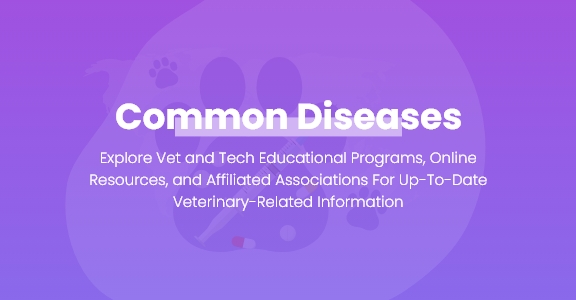 Common Diseases
Explore Vet and Tech Educational Programs, Online
Resources, and Affiliated Associations For Up-To-Date
Veterinary-Related Information